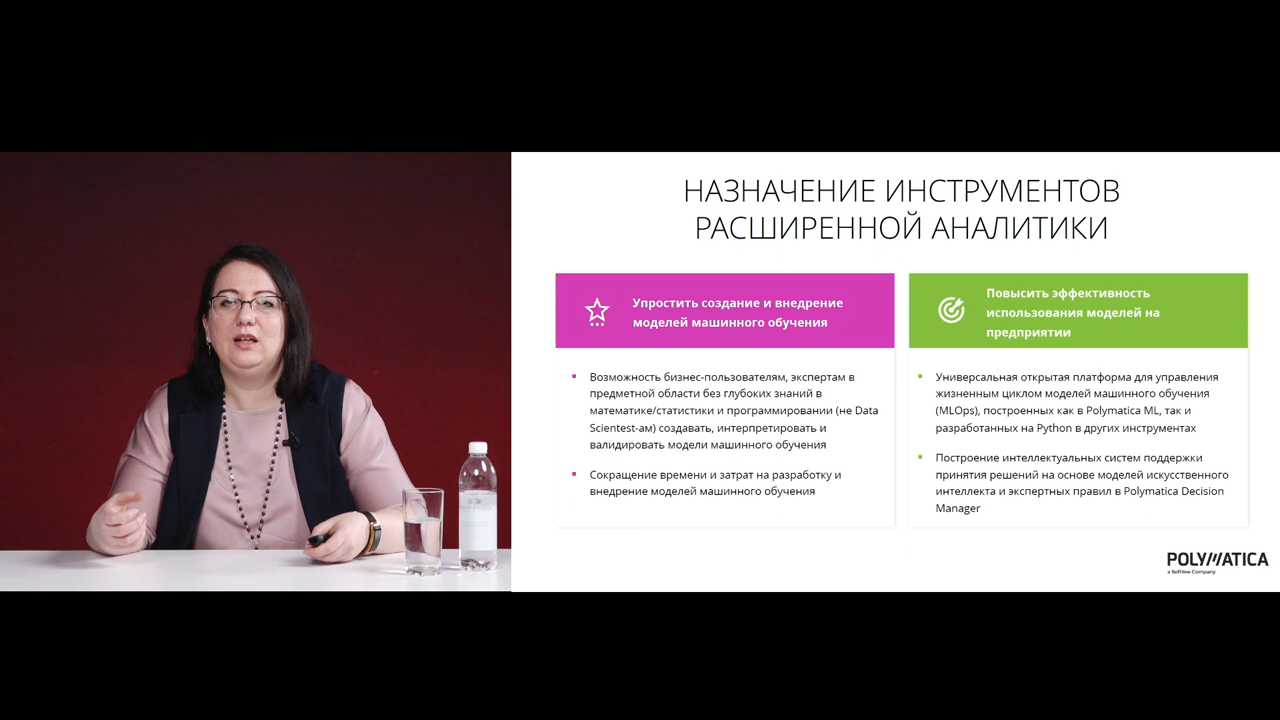 НАЗНАЧЕНИЕ ИНСТРУМЕНТОВ
РАСШИРЕННОЙ АНАЛИТИКИ
Упростить создание и внедрение
моделей машинного обучения
Возможность бизнес-пользователям, экспертам в
предметной области без глубоких знаний в
математике/статистики и программировании (не Data
Scientest-ам) создавать, интерпретировать и
валидировать модели машинного обучения
Сокращение времени и затрат на разработку и
внедрение моделей машинного обучения
Повысить эффективность
использования моделей на
предприятии
Универсальная открытая платформа для управления
жизненным циклом моделей машинного обучения
(MLOps), построенных как в Polymatica ML, так и
разработанных на Python в других инструментах
Построение интеллектуальных систем поддержки
принятия решений на основе моделей искусственного
интеллекта и экспертных правил в Polymatica Decision
Manager
POLYMATICA
a Softline Company